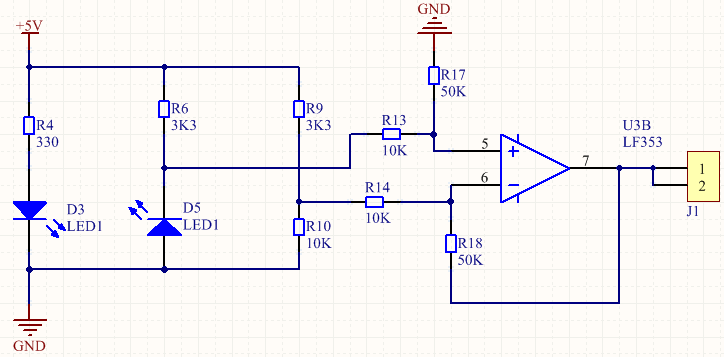 GND
+5V
R17
50K
R4
330
R6
3K3
R9
3K3
R13
10K
U3B
LF353
5
+
7
6
−
1
2
J1
R14
10K
D3
LED1
D5
LED1
R10
10K
R18
50K
GND